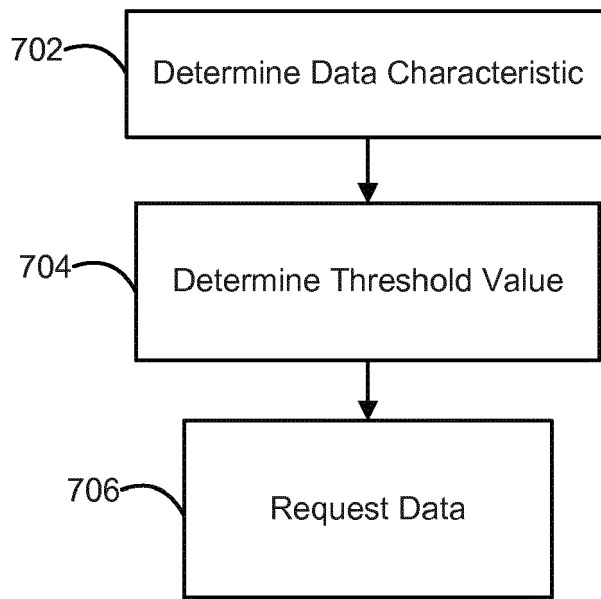 702
Determine Data Characteristic
704
Determine Threshold Value
706
Request Data